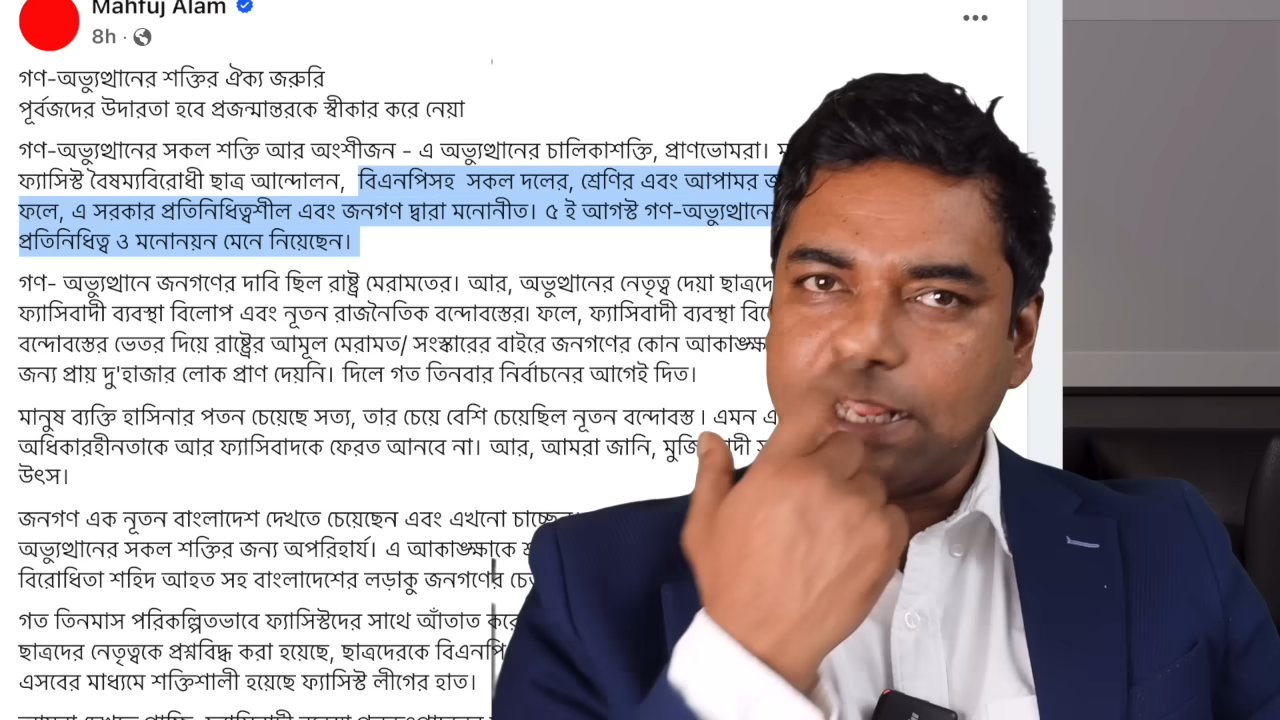 Mahfuj Alam
8h ·
গণ-অভ্যুত্থানের শক্তির ঐক্য জরুরি
পূর্বজদের উদারতা হবে প্রজন্মান্তরকে স্বীকার করে নেয়া
গণ-অভ্যুত্থানের সকল শক্তি আর অংশীজন - এ অভ্যুত্থানের চালিকাশক্তি, প্রাণভোমরা।
ফ্যাসিস্ট বৈষম্যবিরোধী ছাত্র আন্দোলন, বিএনপিসহ সকল দলের, শ্রেণির এবং আপামর
ফলে, এ সরকার প্রতিনিধিত্বশীল এবং জনগণ দ্বারা মনোনীত। ৫ ই আগস্ট গণ-অভ্যুত্থানের
প্রতিনিধিত্ব ও মনোনয়ন মেনে নিয়েছেন।
গণ- অভ্যুত্থানে জনগণের দাবি ছিল রাষ্ট্র মেরামতের। আর, অভ্যুত্থানের নেতৃত্ব দেয়া
ফ্যাসিবাদী ব্যবস্থা বিলোপ এবং নূতন রাজনৈতিক বন্দোবস্তের৷ ফলে, ফ্যাসিবাদী ব্যবস্থা
বন্দোবস্তের ভেতর দিয়ে রাষ্ট্রের আমূল মেরামত/ সংস্কারের বাইরে জনগণের কোন
জন্য প্রায় দু'হাজার লোক প্রাণ দেয়নি। দিলে গত তিনবার নির্বাচনের আগেই দিত।
মানুষ ব্যক্তি হাসিনার পতন চেয়েছে সত্য, তার চেয়ে বেশি চেয়েছিল নূতন বন্দোবস্ত । এমন
অধিকারহীনতাকে আর ফ্যাসিবাদকে ফেরত আনবে না। আর, আমরা জানি,
উৎস।
জনগণ এক নূতন বাংলাদেশ দেখতে চেয়েছেন এবং এখনো
অভ্যুত্থানের সকল শক্তির জন্য অপরিহার্য। এ আকাঙ্ক্ষাকে
বিরোধিতা শহিদ আহত সহ বাংলাদেশের লড়াকু জনগণের
গত তিনমাস পরিকল্পিতভাবে ফ্যাসিস্টদের সাথে আঁতাত
ছাত্রদের নেতৃত্বকে প্রশ্নবিদ্ধ করা হয়েছে, ছাত্রদেরকে
এসবের মাধ্যমে শক্তিশালী হয়েছে ফ্যাসিস্ট লীগের হাত।